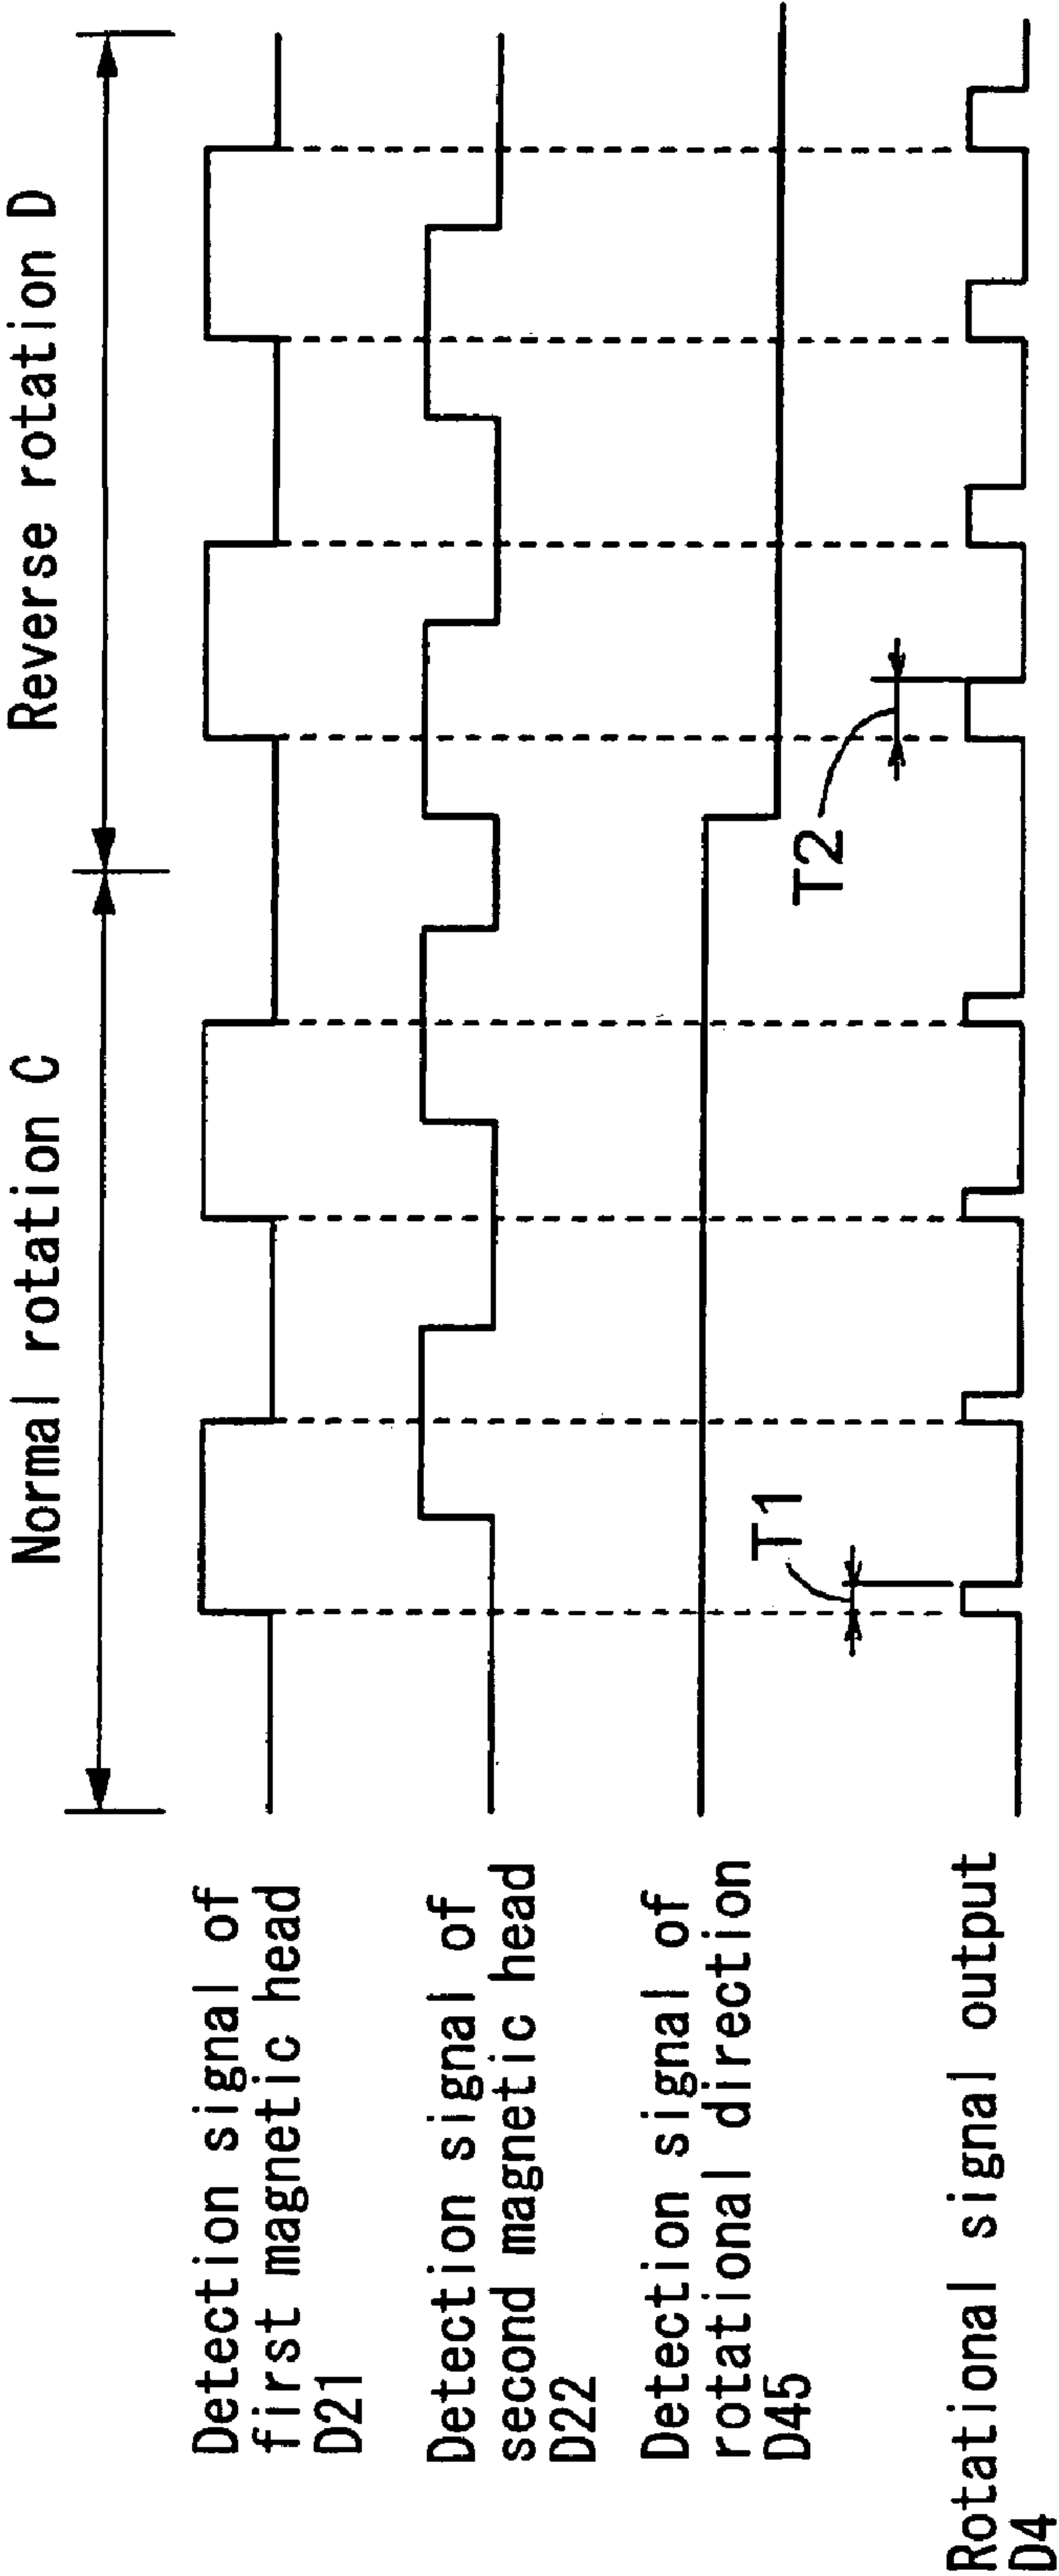 Normal rotation C
Reverse rotation D
Detection signal of
first magnetic head
D21
Detection signal of
second magnetic head
D22
Detection signal of
rotational direction
D45
T1
T2
Rotational signal output
D4